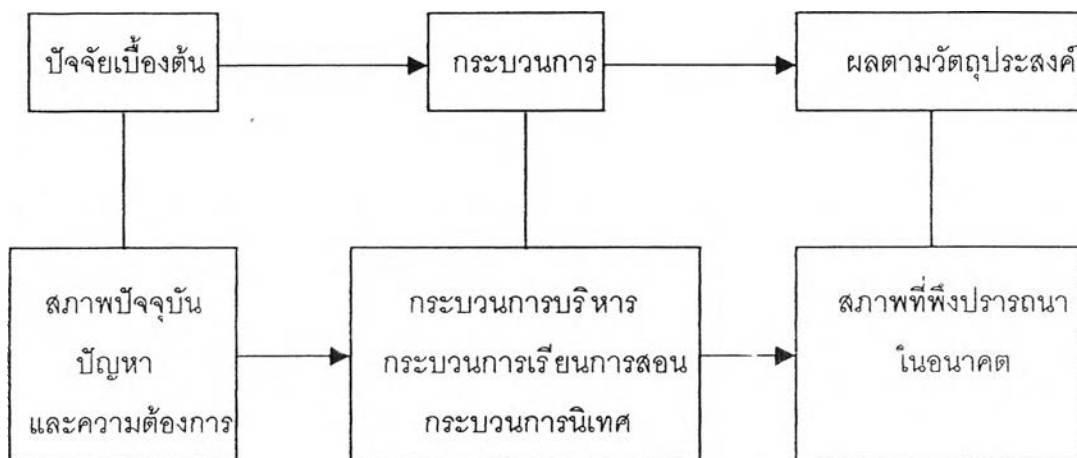 ปัจจัยเบื้องต้น
กระบวนการ
ผลตามวัตถุประสงค์
สภาพปัจจุบัน
ปัญหา
และความต้องการ
กระบวนการบริหาร
กระบวนการเรียนการสอน
กระบวนการนิเทศ
สภาพที่พึงปรารถนา
ในอนาคต